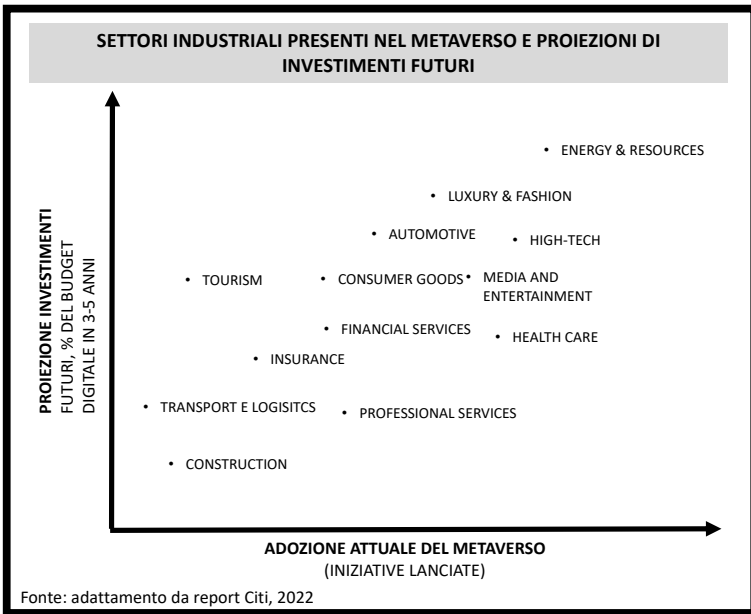 SETTORI INDUSTRIALI PRESENTI NEL METAVERSO E PROIEZIONI DI
INVESTIMENTI FUTURI
PROIEZIONE INVESTIMENTI
FUTURI, % DEL BUDGET
DIGITALE IN 3-5 ANNI
• ENERGY & RESOURCES
• LUXURY & FASHION
• AUTOMOTIVE
• HIGH-TECH
• TOURISM
• CONSUMER GOODS
• MEDIA AND
ENTERTAINMENT
• FINANCIAL SERVICES
• HEALTH CARE
• INSURANCE
• TRANSPORT E LOGISITCS
• PROFESSIONAL SERVICES
• CONSTRUCTION
ADOZIONE ATTUALE DEL METAVERSO
(INIZIATIVE LANCIATE)
Fonte: adattamento da report Citi, 2022